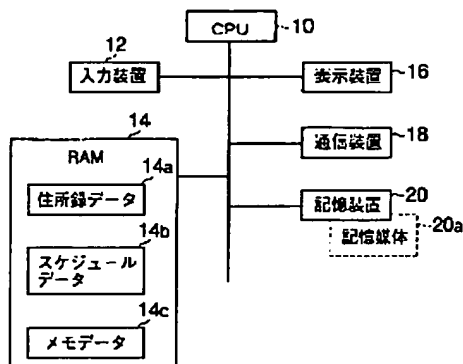 CPU
10
12
入力装置
表示装置
16
14
RAM
通信装置
18
14a
住所録データ
記憶装置
20
20a
記憶媒体
14b
スケジュール
データ
14c
メモデータ